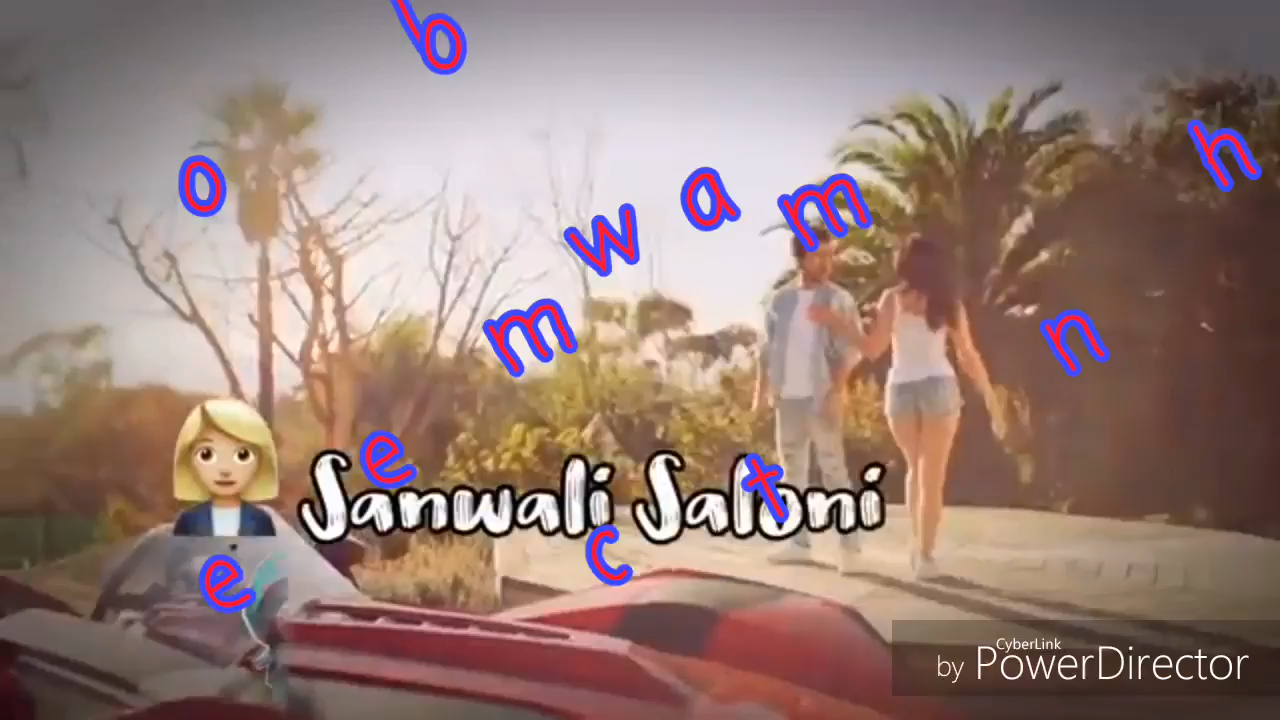 b
o
h
a
m
w
m
n
e
t
Sanwali Saloni
c
e
CyberLink
by PowerDirector